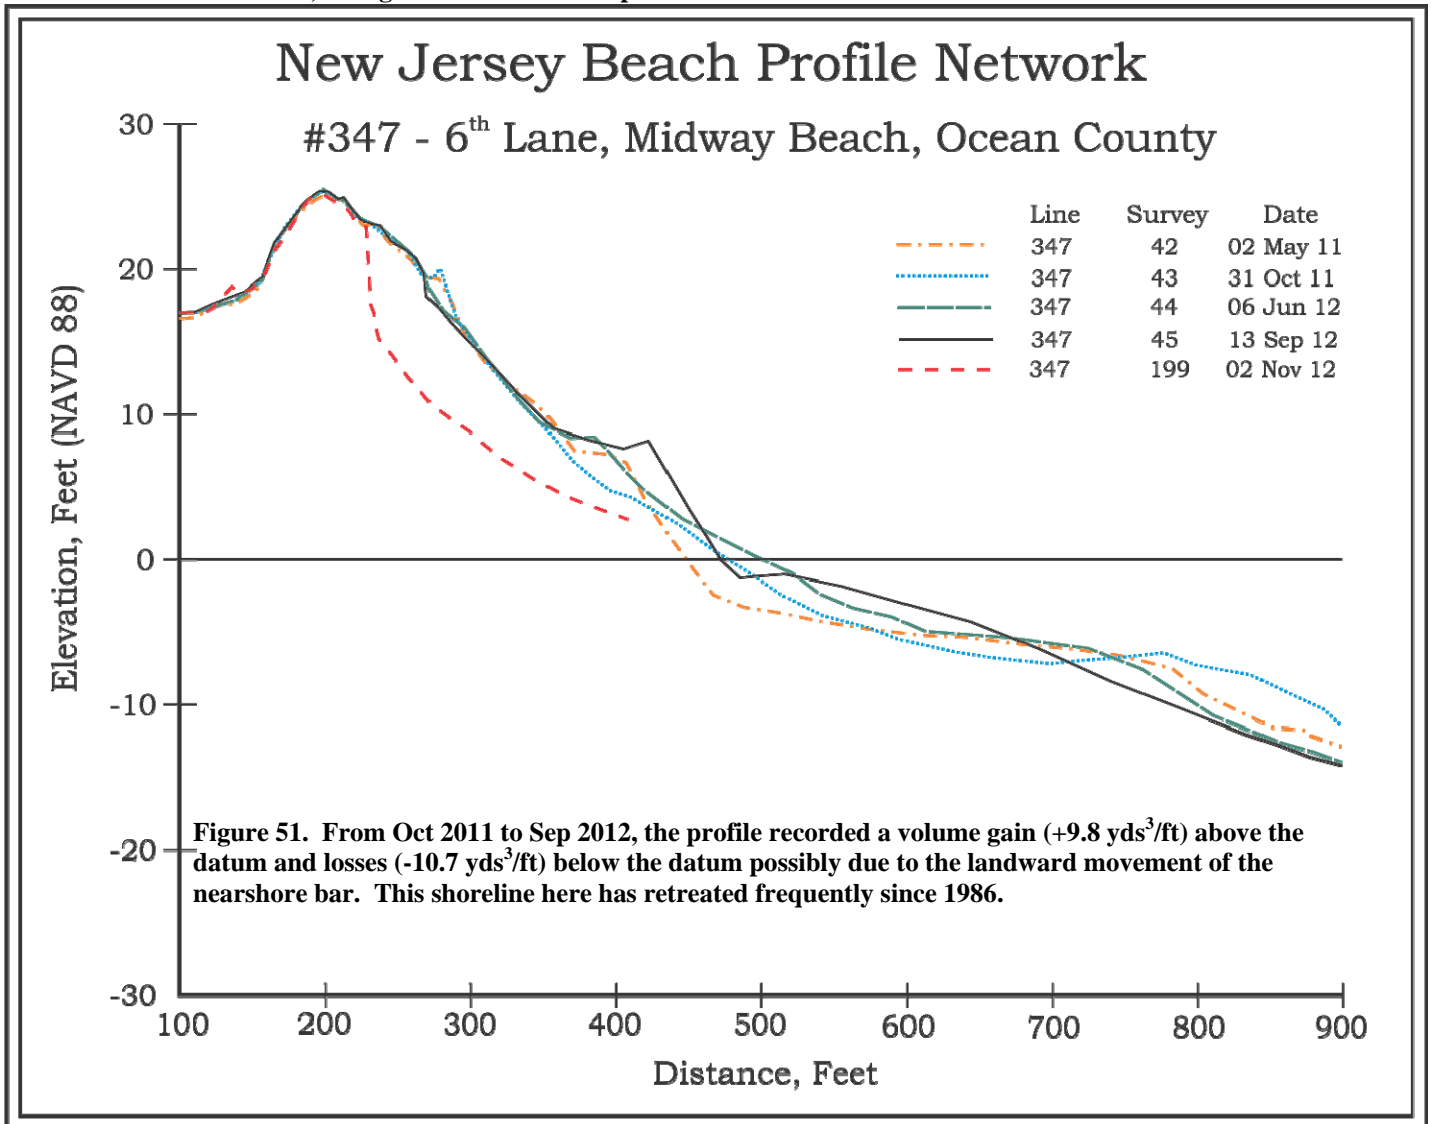 New Jersey Beach Profile Network
#347 - 6th Lane, Midway Beach, Ocean County
Line Survey Date
347 42 02 May 11
347 43 31 Oct 11
347 44 06 Jun 12
347 45 13 Sep 12
347 199 02 Nov 12
Elevation, Feet (NAVD 88)
30
20
10
0
-10
-20
-30
Figure 51. From Oct 2011 to Sep 2012, the profile recorded a volume gain (+9.8 yds3/ft) above the
datum and losses (-10.7 yds3/ft) below the datum possibly due to the landward movement of the
nearshore bar. This shoreline here has retreated frequently since 1986.
100 200 300 400 500 600 700 800 900
Distance, Feet